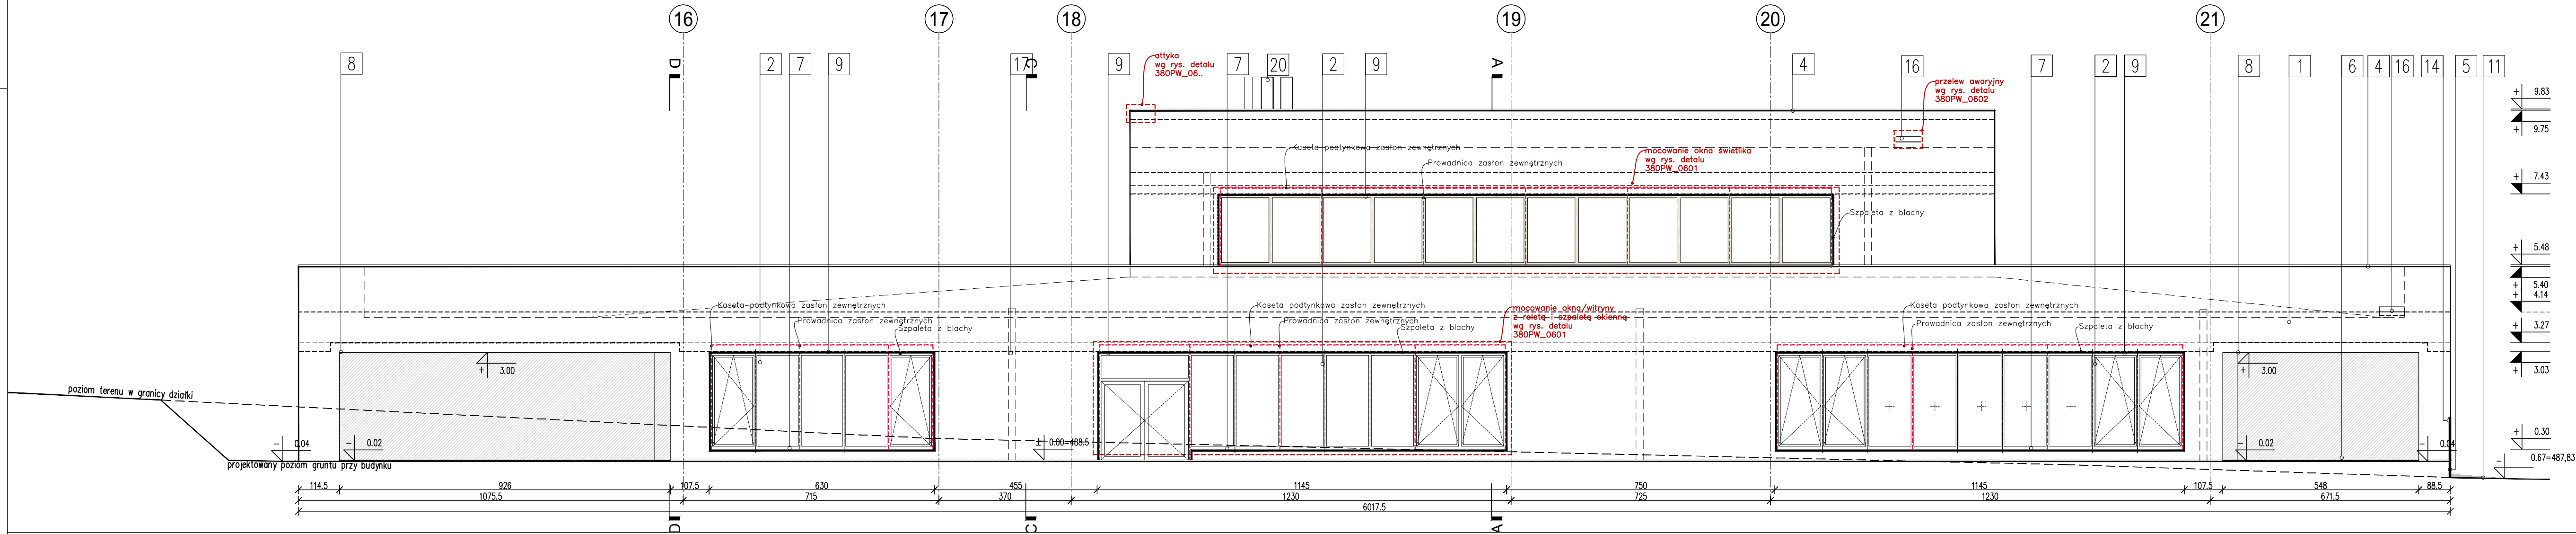 16
17
18
19
20
21
8
D
2
7
9
17
C
9
7
20
2
9
A
4
16
7
2
9
8
1
6
4
16
14
5
11
attyka
wg rys. detalu
380PW_06..
przelew awaryjny
wg rys. detalu
380PW_0602
+ 9.83
+ 9.75
Kaseta podtynkowa zasłon zewnętrznych
Prowadnica zasłon zewnętrznych
mocowanie okna świetlika
wg rys. detalu
380PW_0601
+ 7.43
Szpaleta z blachy
+ 5.48
+ 5.40
+ 4.14
Kaseta podtynkowa zasłon zewnętrznych
Prowadnica zasłon zewnętrznych
Szpaleta z blachy
Kaseta podtynkowa zasłon zewnętrznych
Prowadnica zasłon zewnętrznych
Szpaleta z blachy
mocowanie okna/witryny
z roletą i szpaletą okienną
wg rys. detalu
380PW_0601
Kaseta podtynkowa zasłon zewnętrznych
Prowadnica zasłon zewnętrznych
Szpaleta z blachy
+ 3.27
+ 3.00
+ 3.00
+ 3.03
poziom terenu w granicy działki
- 0.04
- 0.02
± 0.00=488.5
- 0.02
- 0.04
+ 0.30
- 0.67=487,83
projektowany poziom gruntu przy budynku
114.5
926
107.5
630
455
1145
750
1145
107.5
548
88.5
1075.5
715
370
1230
725
1230
671.5
6017.5
D
C
A